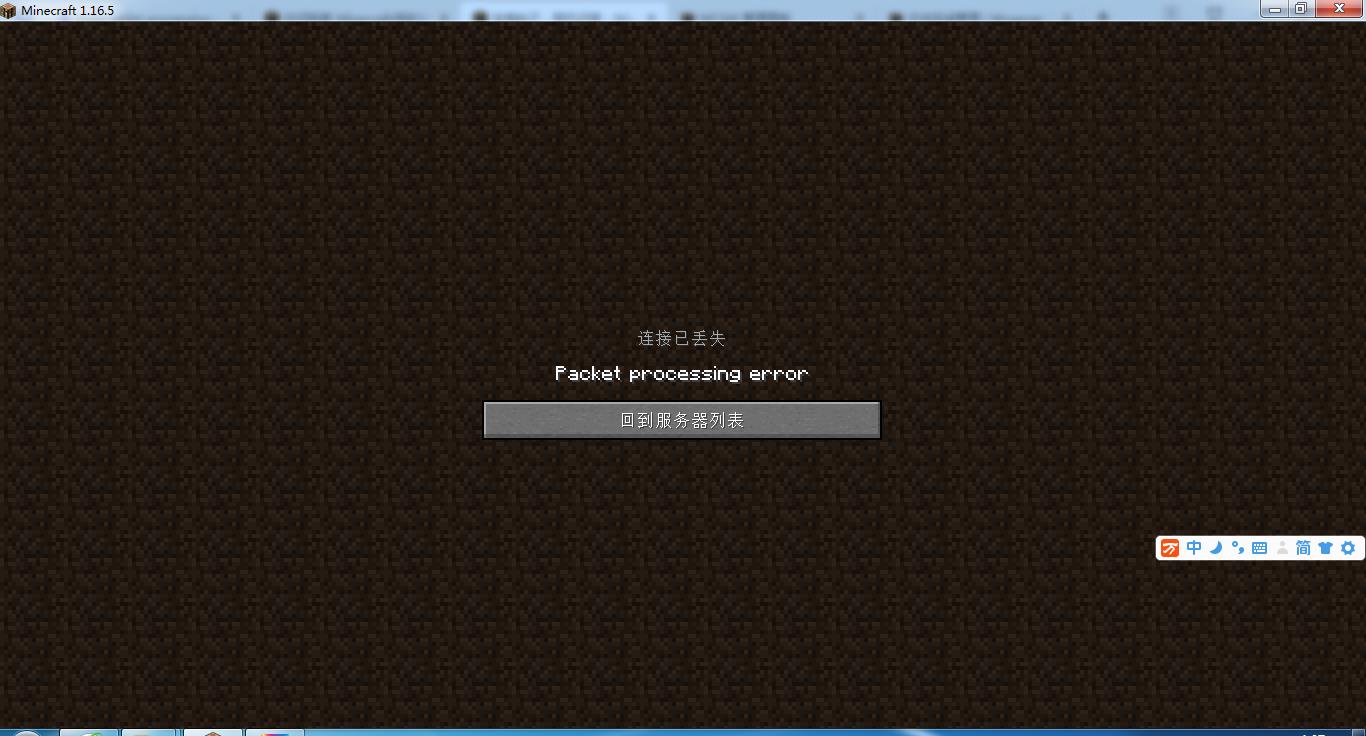 Minecraft 1.16.5
连接已丢失
Packet processing error
回到服务器列表
中
简